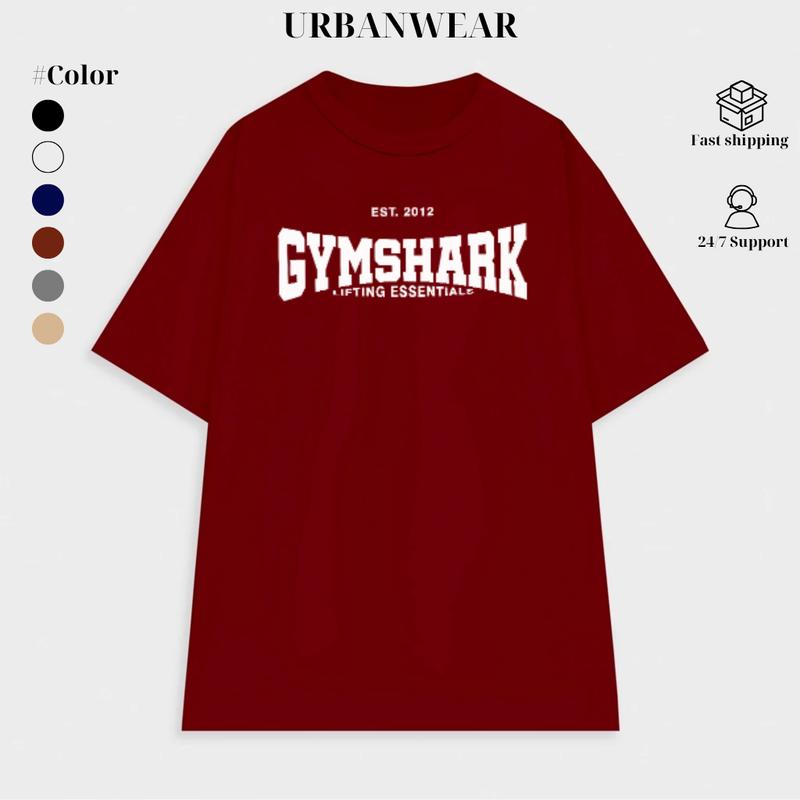 URBANWEAR
#Color
Fast shipping
24/7 Support
EST. 2012
GYMSHARK
LIFTING ESSENTIALS